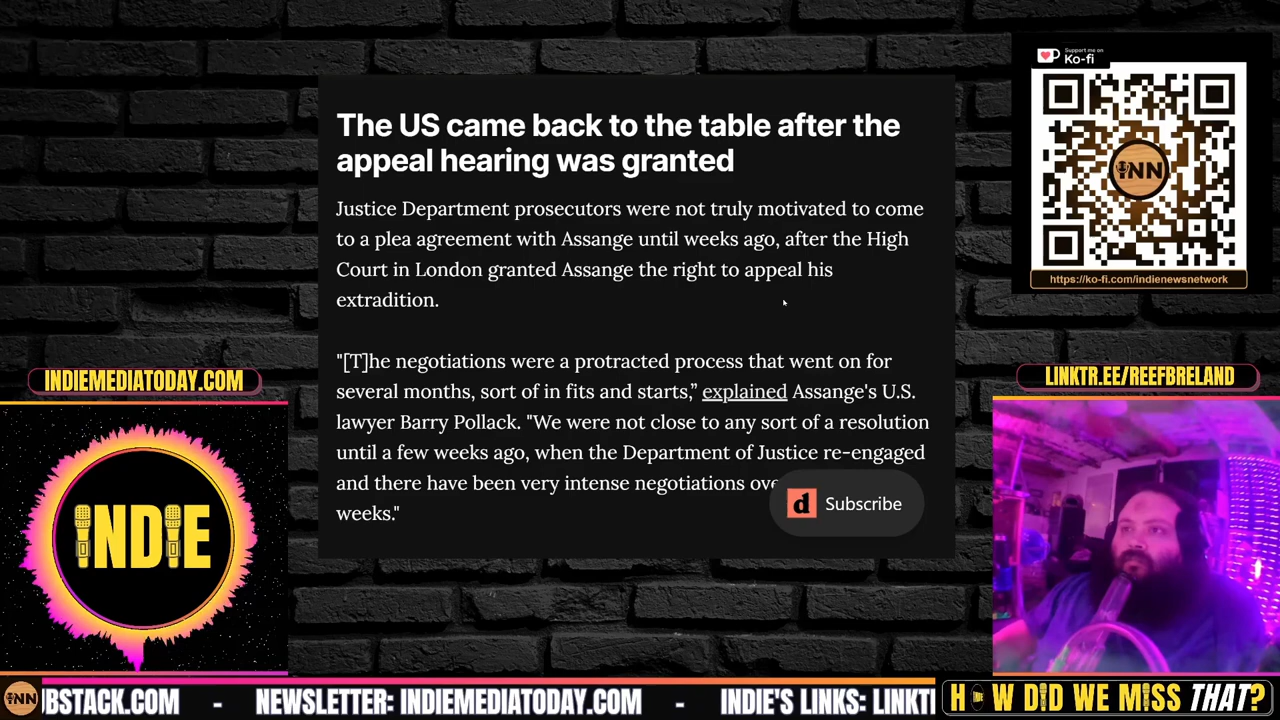 Support me on
Ko-fi
iNN
https://ko-fi.com/indienewsnetwork
The US came back to the table after the
appeal hearing was granted
Justice Department prosecutors were not truly motivated to come
to a plea agreement with Assange until weeks ago, after the High
Court in London granted Assange the right to appeal his
extradition.
"[T]he negotiations were a protracted process that went on for
several months, sort of in fits and starts,” explained Assange's U.S.
lawyer Barry Pollack. "We were not close to any sort of a resolution
until a few weeks ago, when the Department of Justice re-engaged
and there have been very intense negotiations ove
weeks."
d Subscribe
INDIEMEDIATODAY.COM
LINKTR.EE/REEFBRELAND
INDIE
iNN
UBSTACK.COM - NEWSLETTER: INDIEMEDIATODAY.COM - INDIE'S LINKS: LINKT
HOW DID WE MISS THAT?